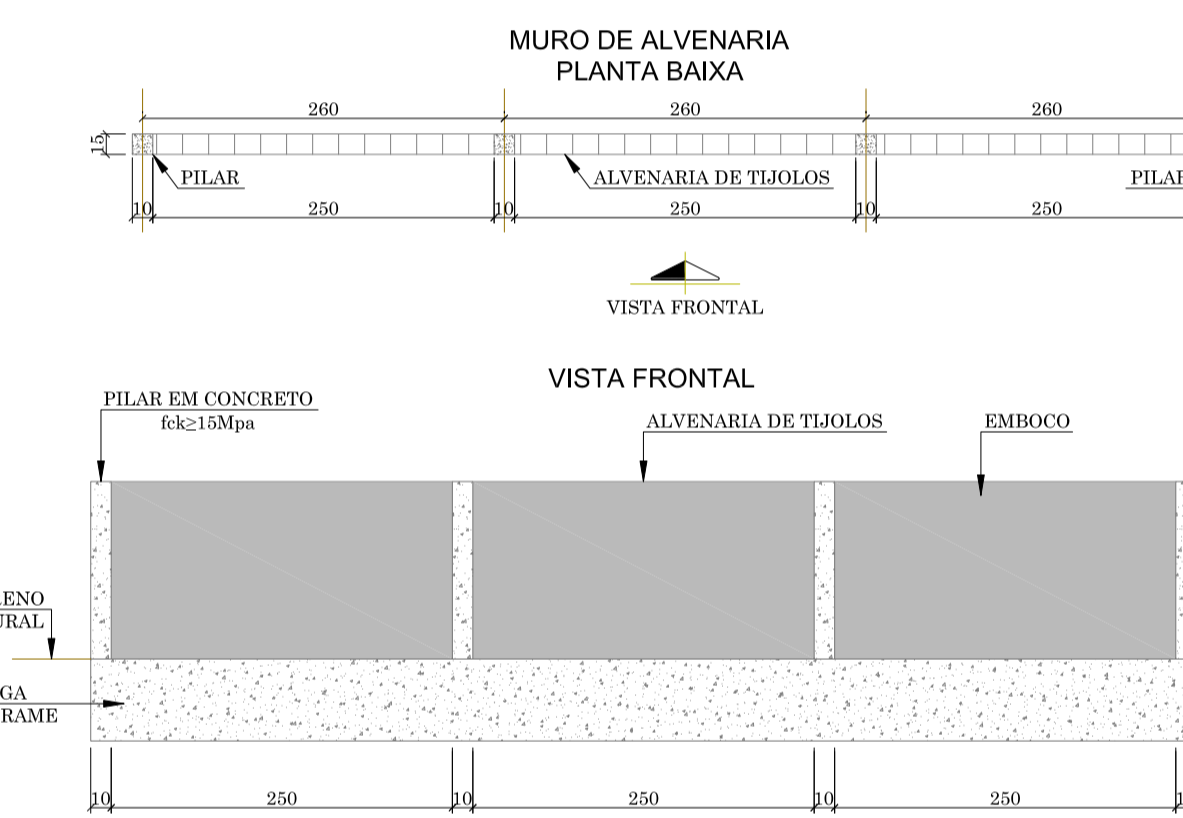 MURO DE ALVENARIA
PLANTA BAIXA
260 260 260
15
PILAR ALVENARIA DE TIJOLOS
10 250 10 250 10 250
VISTA FRONTAL
VISTA FRONTAL
PILAR EM CONCRETO
fck≥15Mpa
ALVENARIA DE TIJOLOS EMBOCO
10 250 10 250 10 250